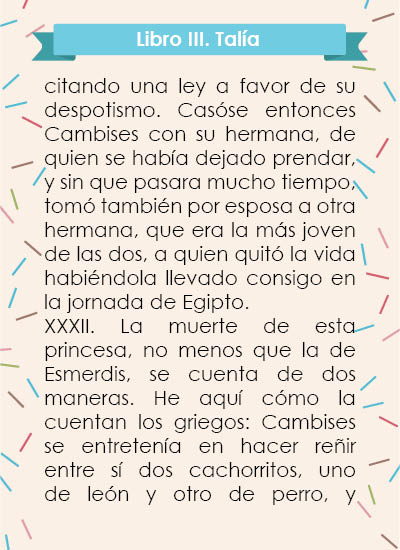 Libro III. Talía
citando una ley a favor de su
despotismo. Casóse entonces
Cambises con su hermana, de
quien se había dejado prendar,
y sin que pasara mucho tiempo,
tomó también por esposa a otra
hermana, que era la más joven
de las dos, a quien quitó la vida
habiéndola llevado consigo en
la jornada de Egipto.
XXXII. La muerte de esta
princesa, no menos que la de
Esmerdis, se cuenta de dos
maneras. He aquí cómo la
cuentan los griegos: Cambises
se entretenía en hacer reñir
entre sí dos cachorritos, uno
de león y otro de perro, y